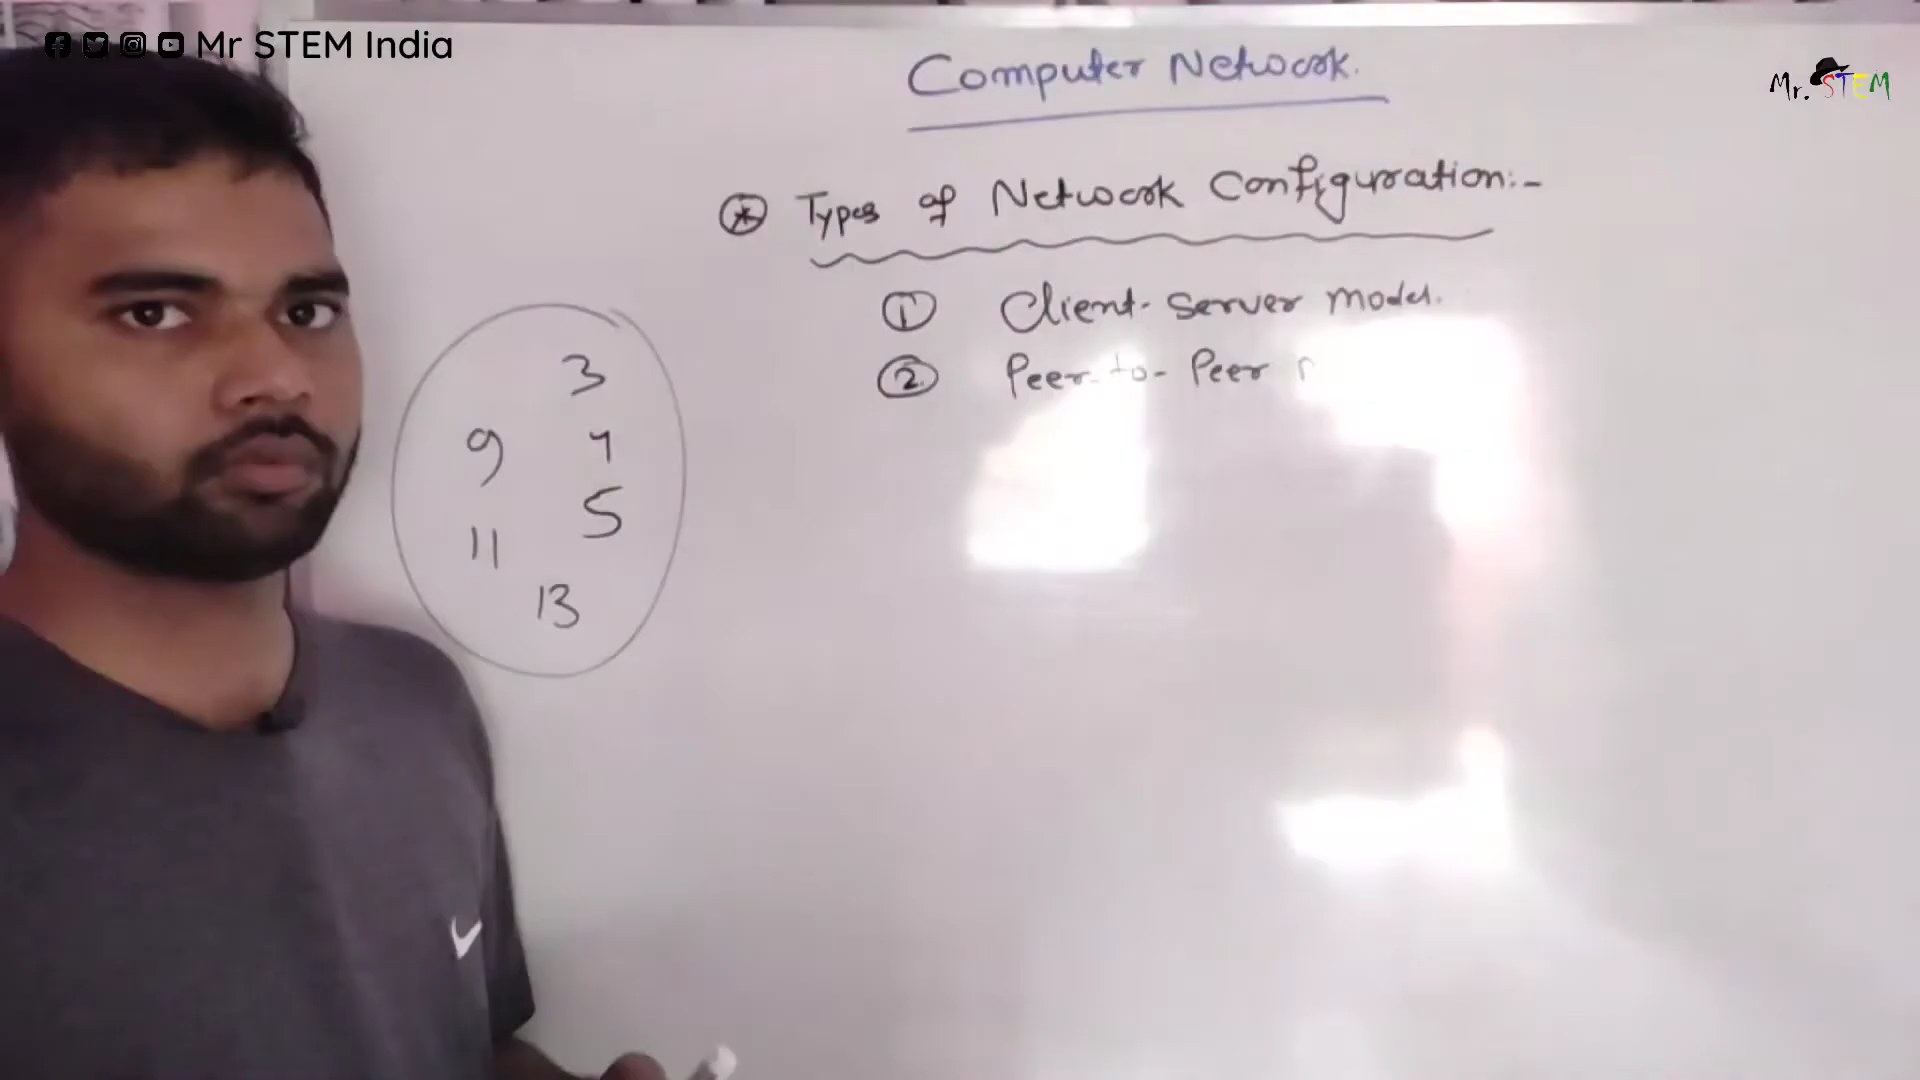 Mr STEM India
Mr. STEM
Computer Network.
Types of Network Configuration:-
① Client-Server model.
② Peer-to-Peer
3
9
5
11
13